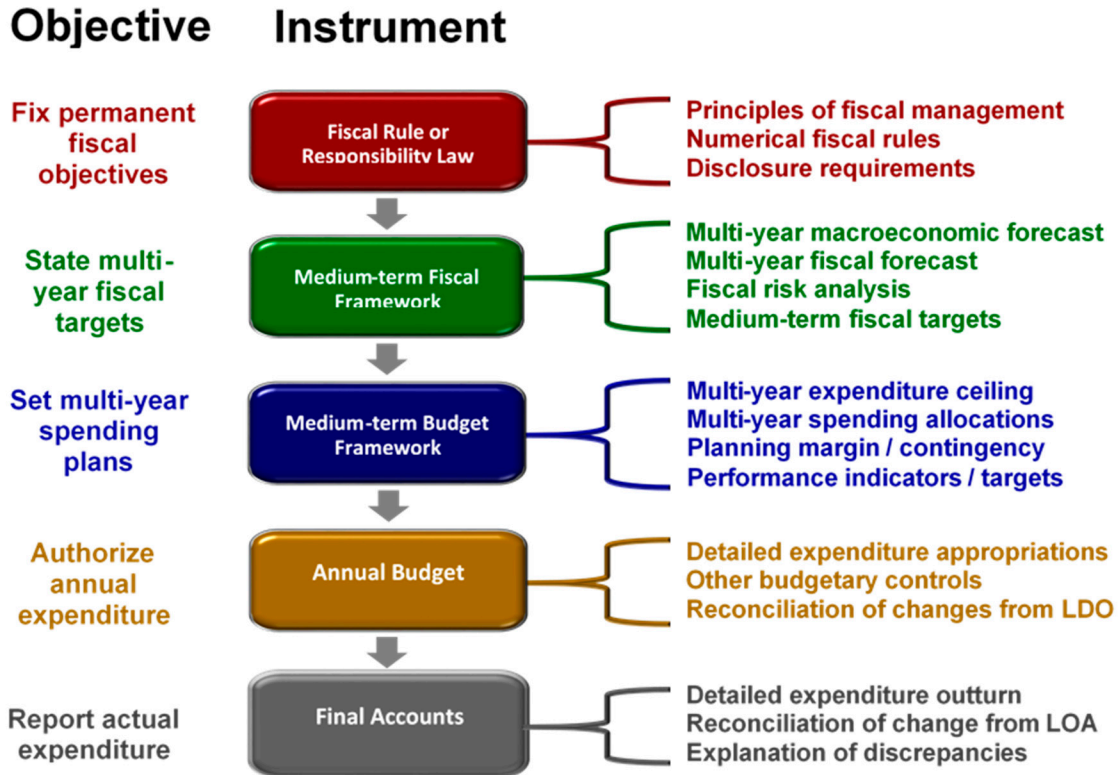 Objective Instrument
Fix permanent
fiscal
objectives
Fiscal Rule or
Responsibility Law
Principles of fiscal management
Numerical fiscal rules
Disclosure requirements
State multi-
year fiscal
targets
Medium-term Fiscal
Framework
Multi-year macroeconomic forecast
Multi-year fiscal forecast
Fiscal risk analysis
Medium-term fiscal targets
Set multi-year
spending
plans
Medium-term Budget
Framework
Multi-year expenditure ceiling
Multi-year spending allocations
Planning margin / contingency
Performance indicators / targets
Authorize
annual
expenditure
Annual Budget
Detailed expenditure appropriations
Other budgetary controls
Reconciliation of changes from LDO
Report actual
expenditure
Final Accounts
Detailed expenditure outturn
Reconciliation of change from LOA
Explanation of discrepancies